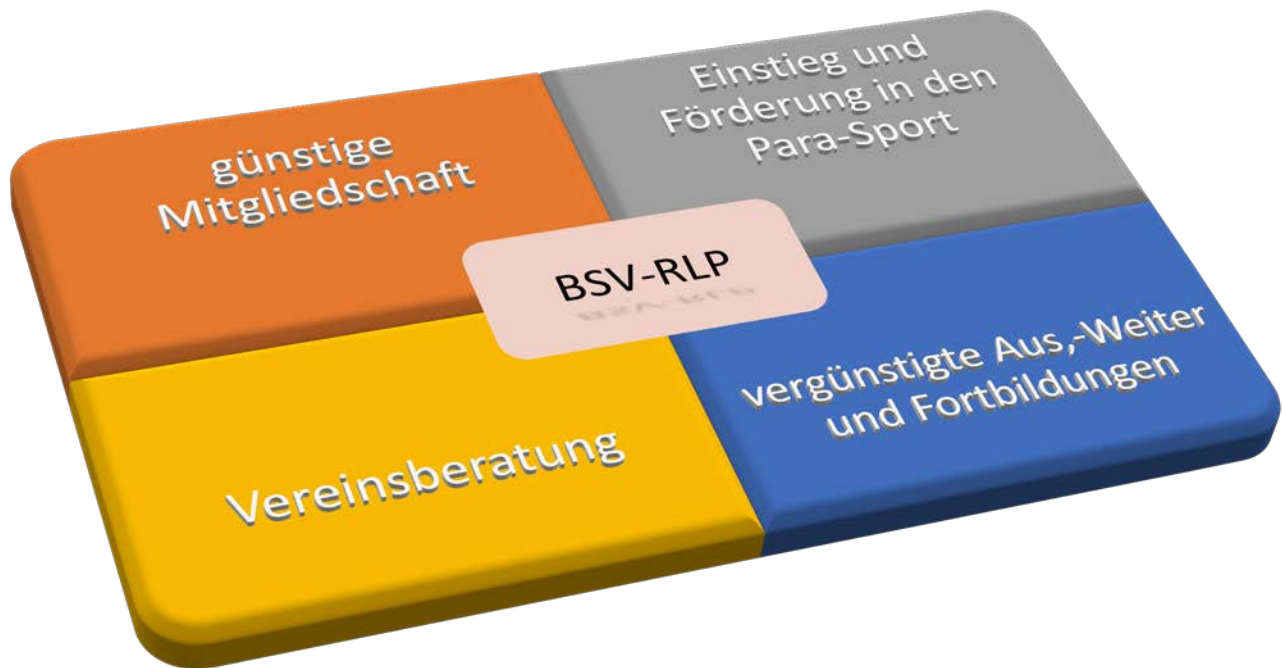 günstige
Mitgliedschaft
Einstieg und
Förderung in den
Para-Sport
BSV-RLP
Vereinsberatung
vergünstigte Aus,-Weiter
und Fortbildungen